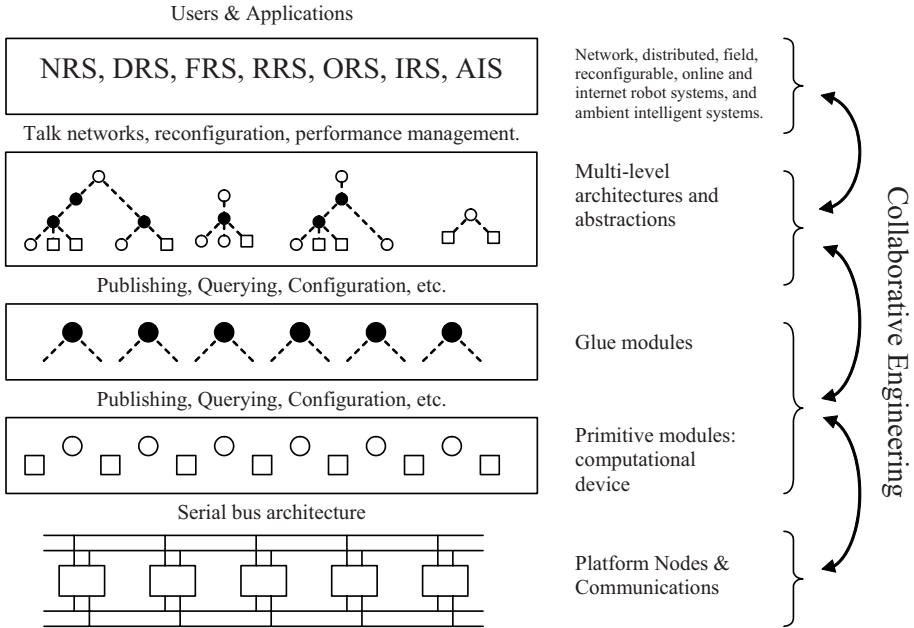 Users & Applications
NRS, DRS, FRS, RRS, ORS, IRS, AIS
Network, distributed, field,
reconfigurable, online and
internet robot systems, and
ambient intelligent systems.
Talk networks, reconfiguration, performance management.
Multi-level
architectures and
abstractions
Publishing, Querying, Configuration, etc.
Glue modules
Publishing, Querying, Configuration, etc.
Primitive modules:
computational
device
Serial bus architecture
Platform Nodes &
Communications
Collaborative Engineering